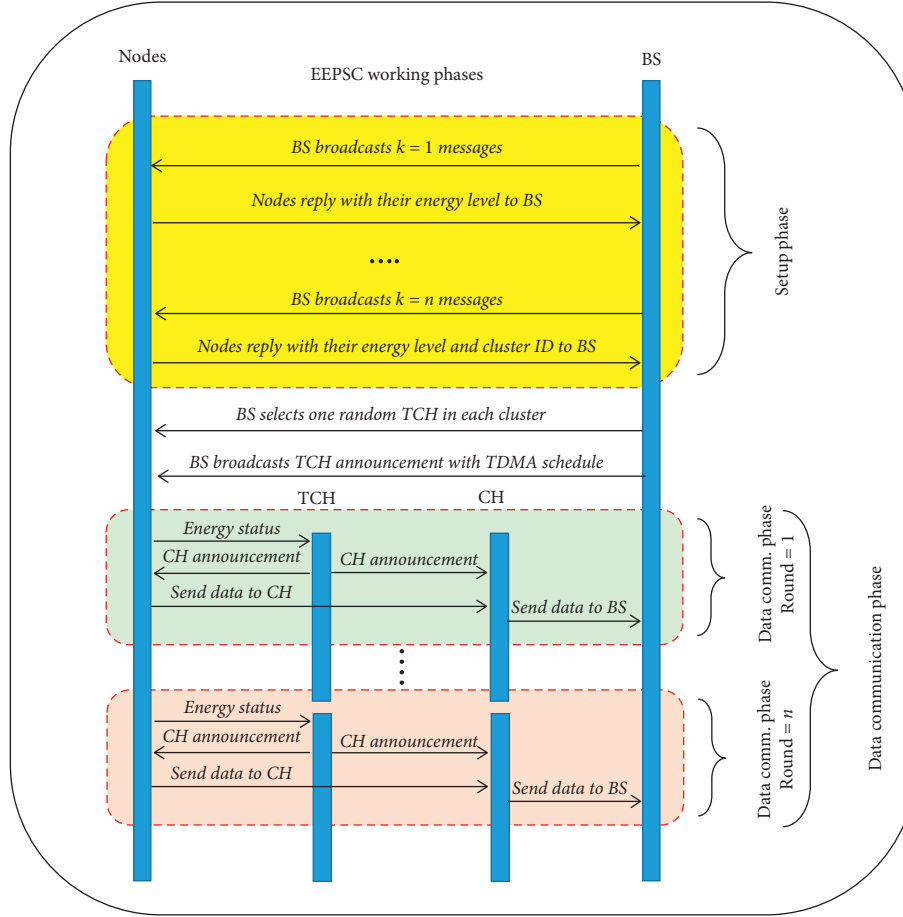 Nodes
EEPSC working phases
BS
BS broadcasts k = 1 messages
Nodes reply with their energy level to BS
....
BS broadcasts k = n messages
Nodes reply with their energy level and cluster ID to BS
Setup phase
BS selects one random TCH in each cluster
BS broadcasts TCH announcement with TDMA schedule
TCH
CH
Energy status
CH announcement
CH announcement
Send data to CH
Send data to BS
Data comm. phase
Round = 1
....
Energy status
CH announcement
CH announcement
Send data to CH
Send data to BS
Data comm. phase
Round = n
Data communication phase